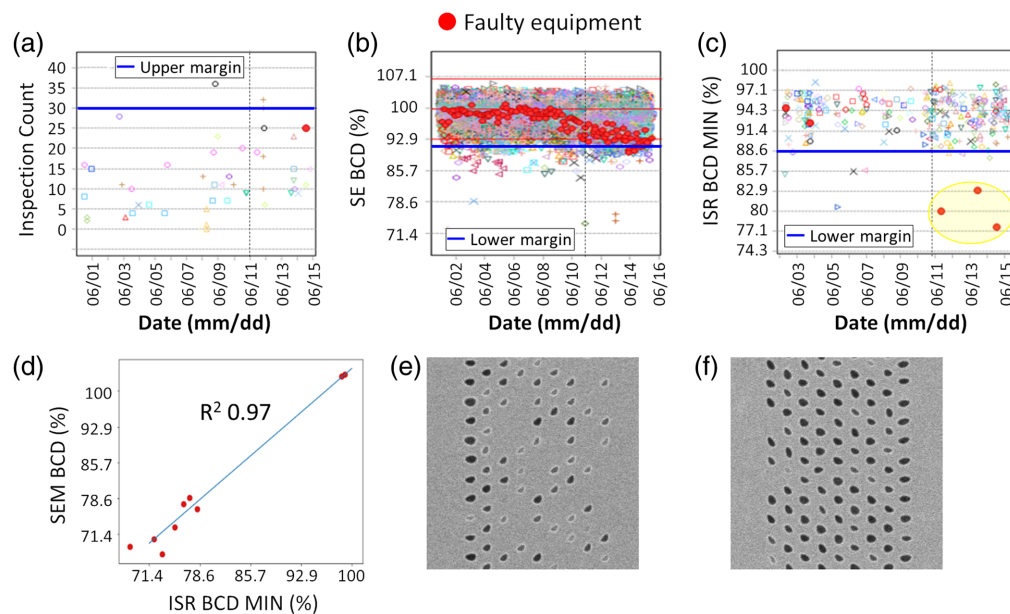 Faulty equipment
(a)
Inspection Count
40
35
30
25
20
15
10
5
0
Upper margin
06/01
06/03
06/05
06/07
06/09
06/11
06/13
06/15
Date (mm/dd)
(b)
SE BCD (%)
107.1
100
92.9
85.7
78.6
71.4
Lower margin
06/02
06/04
06/06
06/08
06/10
06/12
06/14
06/16
Date (mm/dd)
(c)
ISR BCD MIN (%)
100
97.1
94.3
91.4
88.6
85.7
82.9
80
77.1
74.3
Lower margin
06/03
06/05
06/07
06/09
06/11
06/13
06/15
Date (mm/dd)
(d)
SEM BCD (%)
100
92.9
85.7
78.6
71.4
R² 0.97
71.4 78.6 85.7 92.9 100
ISR BCD MIN (%)
(e)
(f)